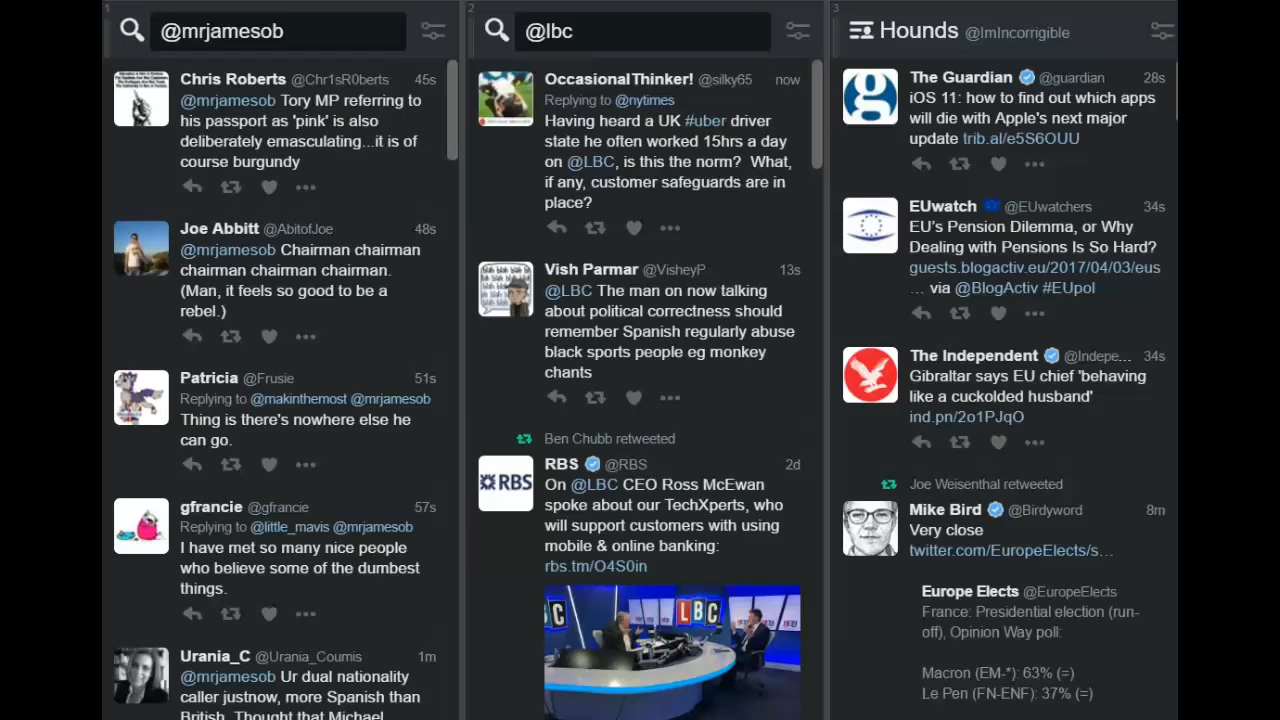 1
@mrjamesob
Chris Roberts @Chr1sR0berts 45s
@mrjamesob Tory MP referring to
his passport as 'pink' is also
deliberately emasculating...it is of
course burgundy
Joe Abbitt @AbitofJoe 48s
@mrjamesob Chairman chairman
chairman chairman chairman.
(Man, it feels so good to be a
rebel.)
Patricia @Frusie 51s
Replying to @makinthemost @mrjamesob
Thing is there's nowhere else he
can go.
gfrancie @gfrancie 57s
Replying to @little_mavis @mrjamesob
I have met so many nice people
who believe some of the dumbest
things.
Urania_C @Urania_Coumis 1m
@mrjamesob Ur dual nationality
caller justnow, more Spanish than
British. Thought that Michael
2
@lbc
OccasionalThinker! @silky65 now
Replying to @nytimes
Having heard a UK #uber driver
state he often worked 15hrs a day
on @LBC, is this the norm? What,
if any, customer safeguards are in
place?
Vish Parmar @VisheyP 13s
@LBC The man on now talking
about political correctness should
remember Spanish regularly abuse
black sports people eg monkey
chants
Ben Chubb retweeted
RBS @RBS 2d
RBS
On @LBC CEO Ross McEwan
spoke about our TechXperts, who
will support customers with using
mobile & online banking:
rbs.tm/O4S0in
BC
LBC
3
Hounds @ImIncorrigible
The Guardian @guardian 28s
g
iOS 11: how to find out which apps
will die with Apple's next major
update trib.al/e5S6OUU
EUwatch @EUwatchers 34s
EU's Pension Dilemma, or Why
Dealing with Pensions Is So Hard?
guests.blogactiv.eu/2017/04/03/eus
… via @BlogActiv #EUpol
The Independent @Indepe... 34s
Gibraltar says EU chief 'behaving
like a cuckolded husband'
ind.pn/2o1PJqO
Joe Weisenthal retweeted
Mike Bird @Birdyword 8m
Very close
twitter.com/EuropeElects/s…
Europe Elects @EuropeElects
France: Presidential election (run-
off), Opinion Way poll:
Macron (EM-*): 63% (=)
Le Pen (FN-ENF): 37% (=)